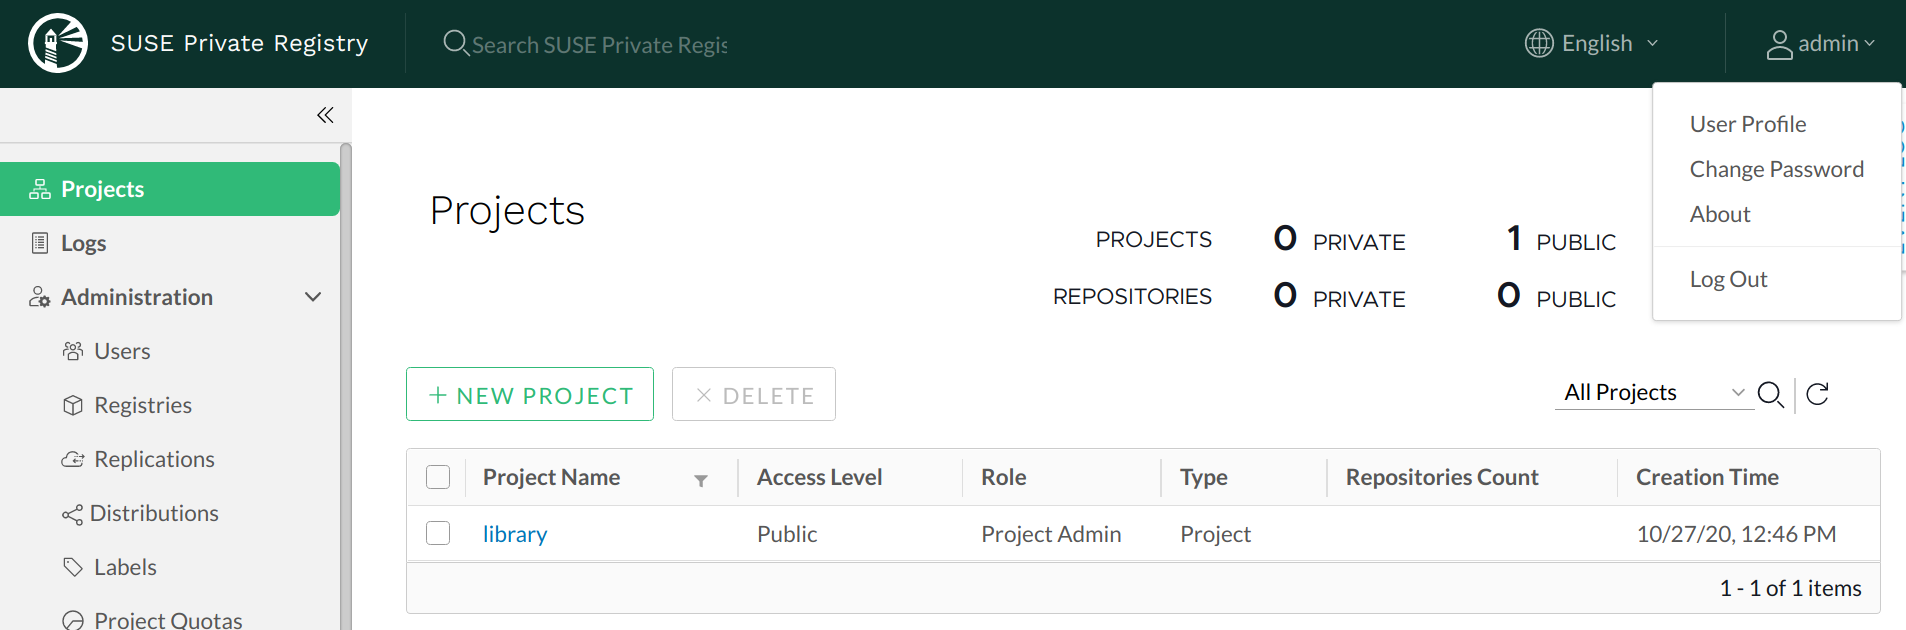 SUSE Private Registry
Search SUSE Private Regis
English
admin
User Profile
Change Password
About
Log Out
Projects
Logs
Administration
Users
Registries
Replications
Distributions
Labels
Project Quotas
Projects
PROJECTS 0 PRIVATE 1 PUBLIC
REPOSITORIES 0 PRIVATE 0 PUBLIC
+ NEW PROJECT
× DELETE
All Projects
Project Name Access Level Role Type Repositories Count Creation Time
library Public Project Admin Project 10/27/20, 12:46 PM
1 - 1 of 1 items